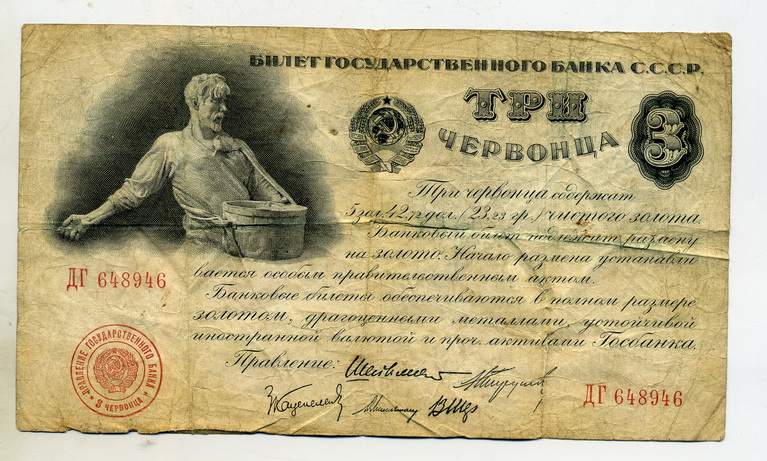 БИЛЕТ ГОСУДАРСТВЕННОГО БАНКА С.С.С.Р.
ТРИ
ЧЕРВОНЦА
3
Три червонца содержат
5 зол. 42,72 дол. (23,23 гр.) чистого золота.
Банковый билет подлежит размену
на золото. Начало размена устанавли
вается особым правительственным актом.
Банковые билеты обеспечиваются в полном размере
золотом, драгоценными металлами, устойчивой
иностранной валютой и проч. активами Госбанка.
Правление:
ДГ 648946
ПРАВЛЕНИЕ ГОСУДАРСТВЕННОГО БАНКА
3 ЧЕРВОНЦА
ДГ 648946